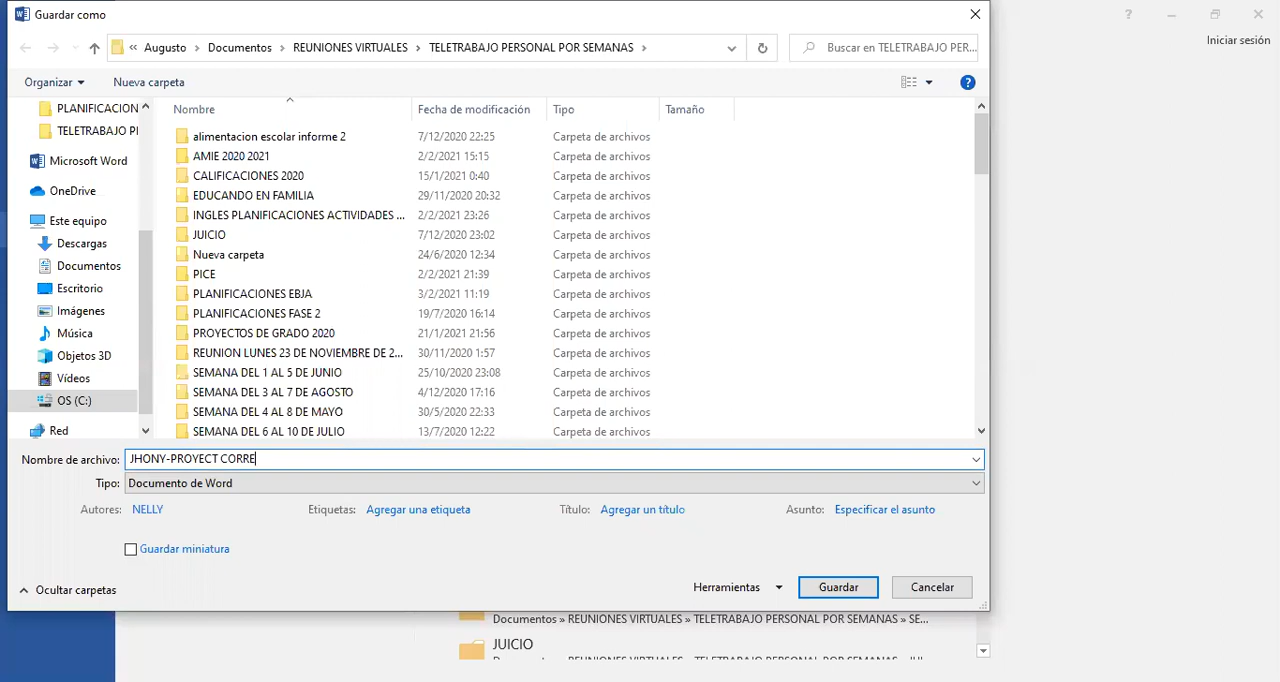 Guardar como
?
Iniciar sesión
« Augusto › Documentos › REUNIONES VIRTUALES › TELETRABAJO PERSONAL POR SEMANAS ›
Buscar en TELETRABAJO PER...
Organizar
Nueva carpeta
?
PLANIFICACION
TELETRABAJO PI
Microsoft Word
OneDrive
Este equipo
Descargas
Documentos
Escritorio
Imágenes
Música
Objetos 3D
Vídeos
OS (C:)
Red
Nombre Fecha de modificación Tipo Tamaño
alimentacion escolar informe 2 7/12/2020 22:25 Carpeta de archivos
AMIE 2020 2021 2/2/2021 15:15 Carpeta de archivos
CALIFICACIONES 2020 15/1/2021 0:40 Carpeta de archivos
EDUCANDO EN FAMILIA 29/11/2020 20:32 Carpeta de archivos
INGLES PLANIFICACIONES ACTIVIDADES ... 2/2/2021 23:26 Carpeta de archivos
JUICIO 7/12/2020 23:02 Carpeta de archivos
Nueva carpeta 24/6/2020 12:34 Carpeta de archivos
PICE 2/2/2021 21:39 Carpeta de archivos
PLANIFICACIONES EBJA 3/2/2021 11:19 Carpeta de archivos
PLANIFICACIONES FASE 2 19/7/2020 16:14 Carpeta de archivos
PROYECTOS DE GRADO 2020 21/1/2021 21:56 Carpeta de archivos
REUNION LUNES 23 DE NOVIEMBRE DE 2... 30/11/2020 1:57 Carpeta de archivos
SEMANA DEL 1 AL 5 DE JUNIO 25/10/2020 23:08 Carpeta de archivos
SEMANA DEL 3 AL 7 DE AGOSTO 4/12/2020 17:16 Carpeta de archivos
SEMANA DEL 4 AL 8 DE MAYO 30/5/2020 22:33 Carpeta de archivos
SEMANA DEL 6 AL 10 DE JULIO 13/7/2020 12:22 Carpeta de archivos
Nombre de archivo: JHONY-PROYECT CORRE
Tipo: Documento de Word
Autores: NELLY Etiquetas: Agregar una etiqueta Título: Agregar un título Asunto: Especificar el asunto
Guardar miniatura
Ocultar carpetas
Herramientas Guardar Cancelar
Documentos » REUNIONES VIRTUALES » TELETRABAJO PERSONAL POR SEMANAS » SE...
JUICIO
Documentos » REUNIONES VIRTUALES » TELETRABAJO PERSONAL POR SEMANAS » JUI